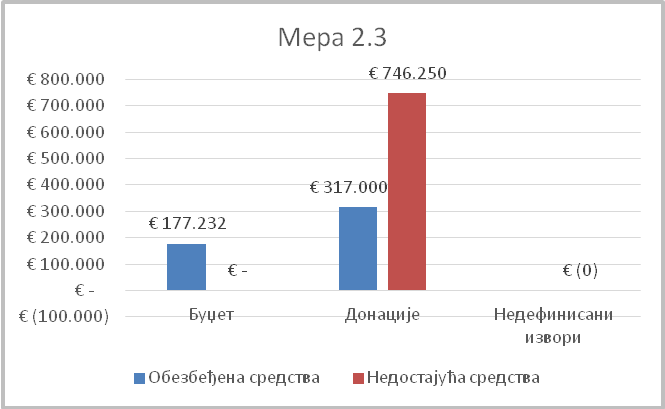 Мера 2.3
€ 800.000
€ 700.000
€ 600.000
€ 500.000
€ 400.000
€ 300.000
€ 200.000
€ 100.000
€ -
€ (100.000)
€ 177.232
€ -
€ 317.000
€ 746.250
€ (0)
Буџет
Донације
Недефинисани
извори
Обезбеђена средства
Недостајућа средства